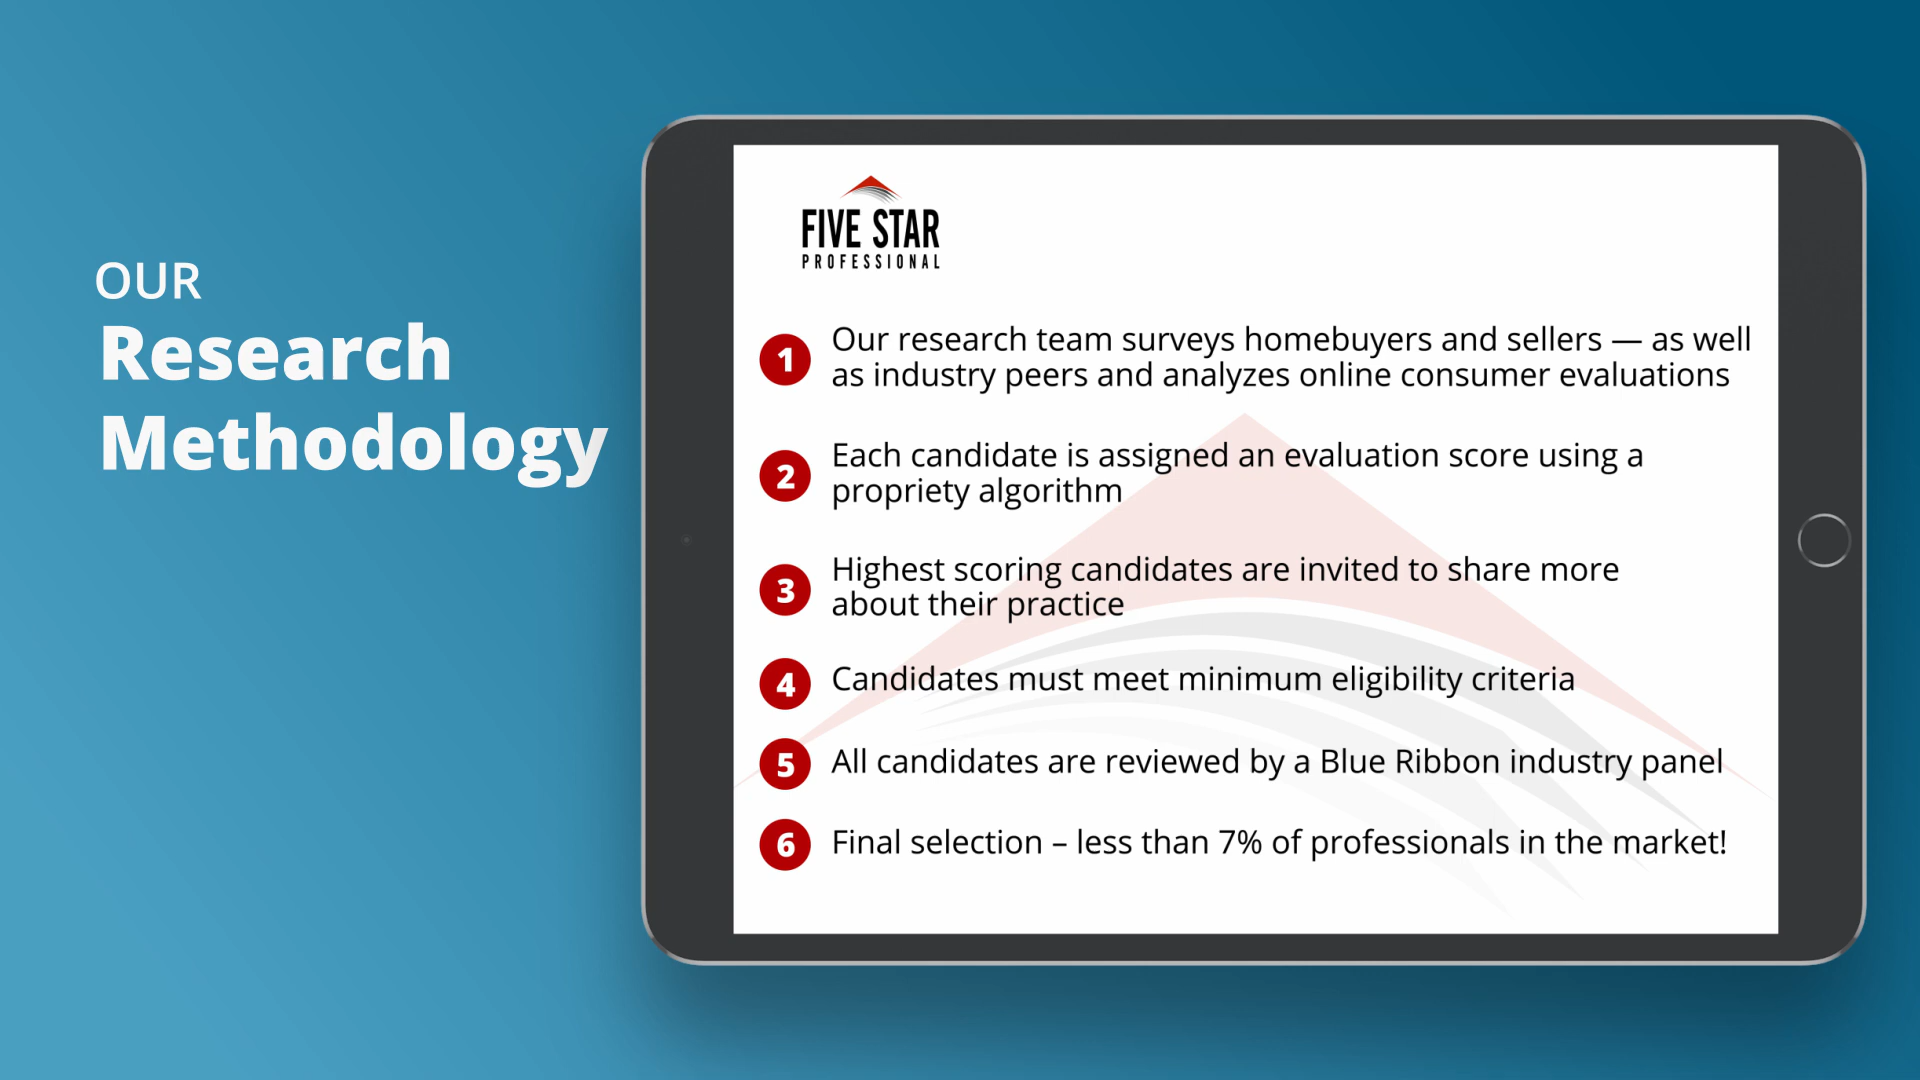 OUR
Research
Methodology
FIVE STAR
PROFESSIONAL
1 Our research team surveys homebuyers and sellers — as well
as industry peers and analyzes online consumer evaluations
2 Each candidate is assigned an evaluation score using a
propriety algorithm
3 Highest scoring candidates are invited to share more
about their practice
4 Candidates must meet minimum eligibility criteria
5 All candidates are reviewed by a Blue Ribbon industry panel
6 Final selection – less than 7% of professionals in the market!